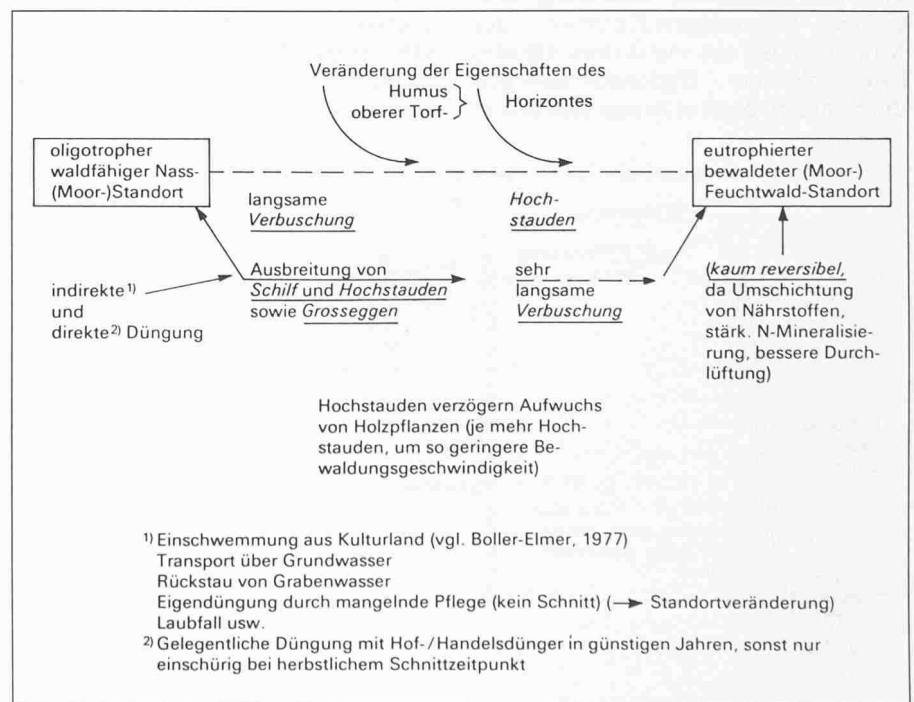 Veränderung der Eigenschaften des
Humus
oberer Torf-
Horizontes
oligotropher
waldfähiger Nass-
(Moor-)Standort
eutrophierter
bewaldeter (Moor-)
Feuchtwald-Standort
langsame
Verbuschung
Hoch-
stauden
indirekte¹⁾
und
direkte²⁾ Düngung
Ausbreitung von
Schilf und Hochstauden
sowie Grosseggen
sehr
langsame
Verbuschung
(kaum reversibel,
da Umschichtung
von Nährstoffen,
stärk. N-Mineralisie-
rung, bessere Durch-
lüftung)
Hochstauden verzögern Aufwuchs
von Holzpflanzen (je mehr Hoch-
stauden, um so geringere Be-
waldungsgeschwindigkeit)
¹⁾ Einschwemmung aus Kulturland (vgl. Boller-Elmer, 1977)
Transport über Grundwasser
Rückstau von Grabenwasser
Eigendüngung durch mangelnde Pflege (kein Schnitt) (→ Standortveränderung)
Laubfall usw.
²⁾ Gelegentliche Düngung mit Hof-/Handelsdünger in günstigen Jahren, sonst nur
einschürig bei herbstlichem Schnittzeitpunkt